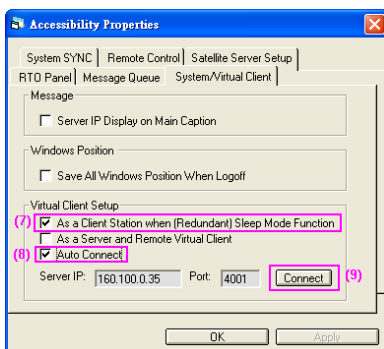 Accessibility Properties
System SYNC Remote Control Satellite Server Setup
RTO Panel Message Queue System/Virtual Client
Message
Server IP Display on Main Caption
Windows Position
Save All Windows Position When Logoff
Virtual Client Setup
(7) As a Client Station when (Redundant) Sleep Mode Function
As a Server and Remote Virtual Client
(8) Auto Connect
Server IP: 160.100.0.35 Port: 4001 Connect (9)
OK Apply